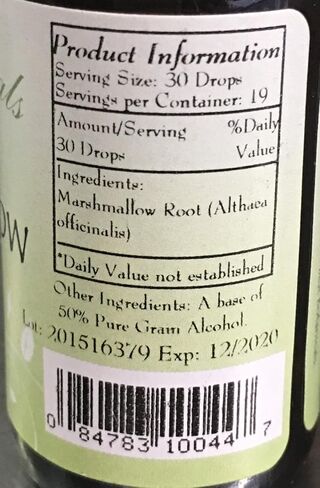 als
ow
Product Information
Serving Size: 30 Drops
Servings per Container: 19
Amount/Serving %Daily
30 Drops Value
Ingredients:
Marshmallow Root (Althaea
officinalis)
*Daily Value not established
Other Ingredients: A base of
50% Pure Grain Alcohol.
Lot: 201516379 Exp: 12/2020
0 84783 10044 7